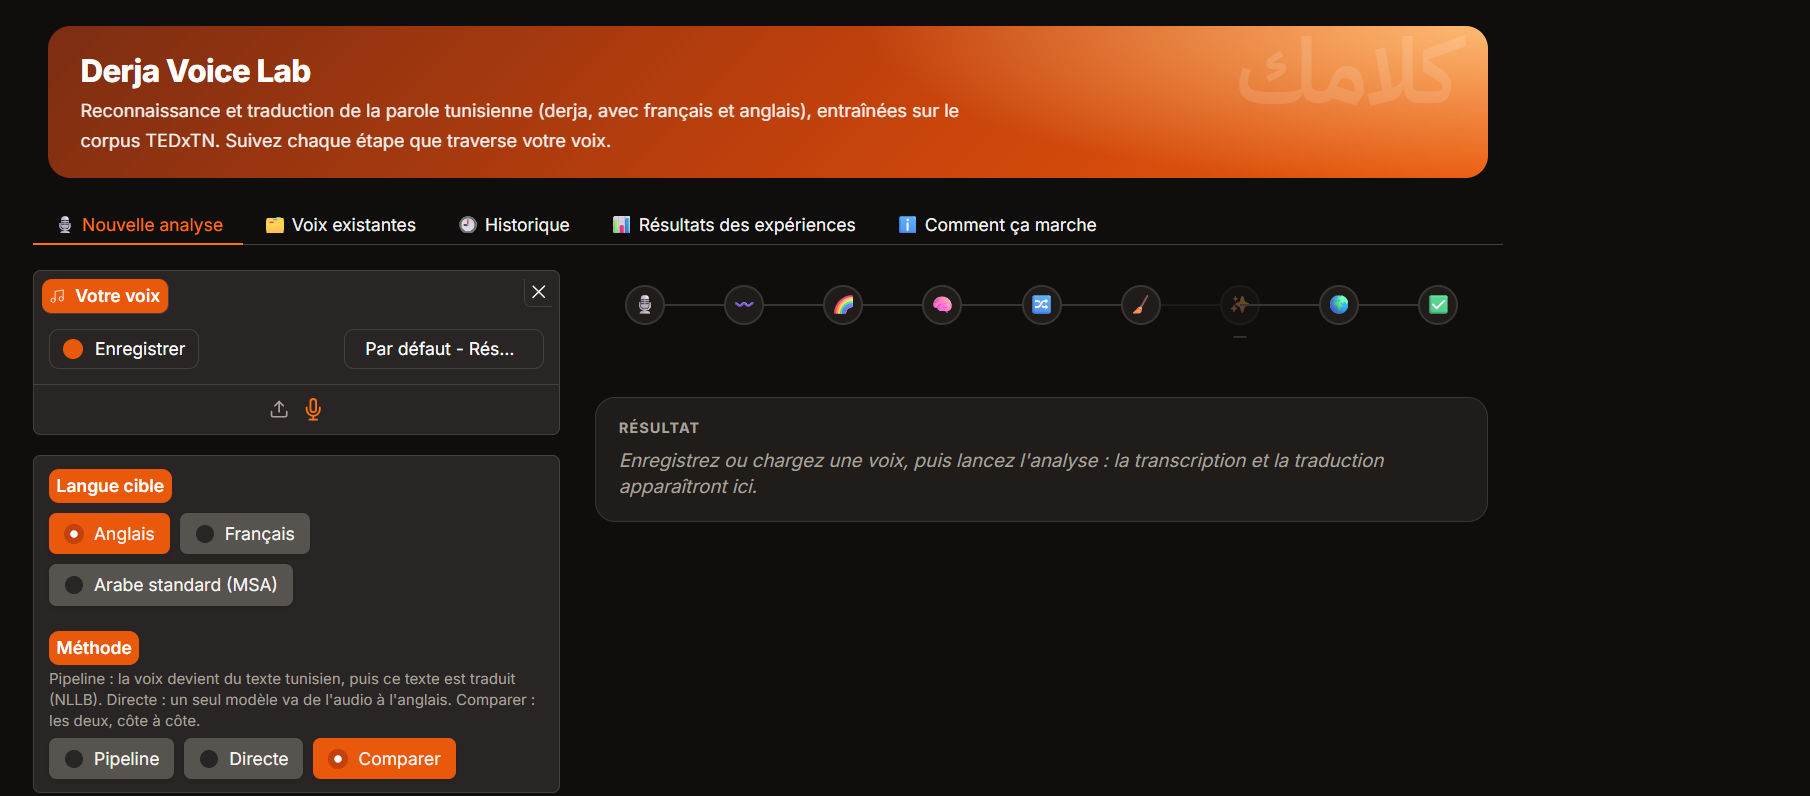 Derja Voice Lab
كلامك
Reconnaissance et traduction de la parole tunisienne (derja, avec français et anglais), entraînées sur le
corpus TEDxTN. Suivez chaque étape que traverse votre voix.
Nouvelle analyse
Voix existantes
Historique
Résultats des expériences
Comment ça marche
Votre voix
Enregistrer
Par défaut - Rés...
Langue cible
Anglais
Français
Arabe standard (MSA)
Méthode
Pipeline : la voix devient du texte tunisien, puis ce texte est traduit
(NLLB). Directe : un seul modèle va de l'audio à l'anglais. Comparer :
les deux, côte à côte.
Pipeline
Directe
Comparer
RÉSULTAT
Enregistrez ou chargez une voix, puis lancez l'analyse : la transcription et la traduction
apparaîtront ici.